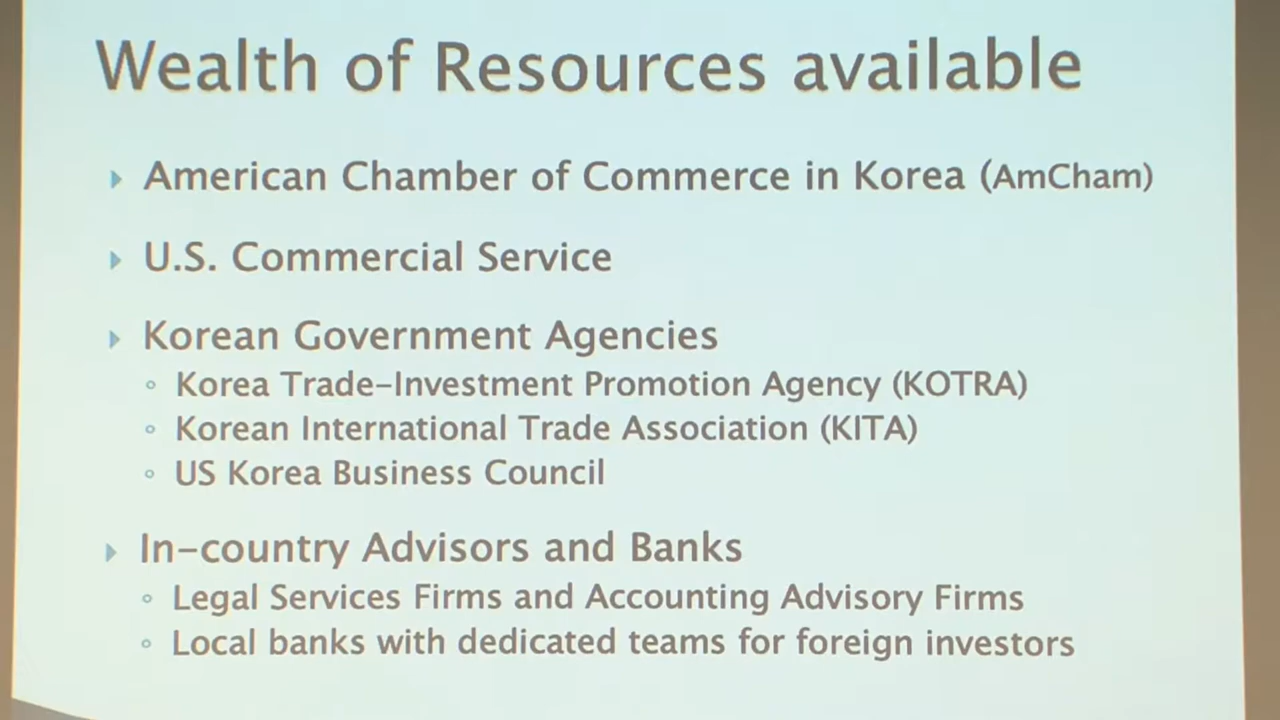 Wealth of Resources available
American Chamber of Commerce in Korea (AmCham)
U.S. Commercial Service
Korean Government Agencies
Korea Trade-Investment Promotion Agency (KOTRA)
Korean International Trade Association (KITA)
US Korea Business Council
In-country Advisors and Banks
Legal Services Firms and Accounting Advisory Firms
Local banks with dedicated teams for foreign investors